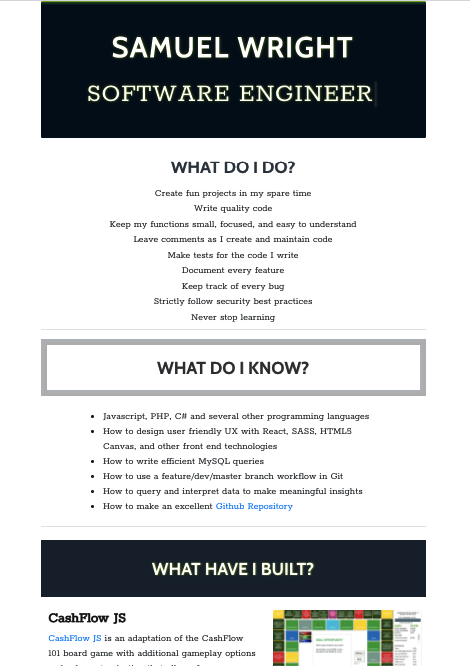 SAMUEL WRIGHT
SOFTWARE ENGINEER
WHAT DO I DO?
Create fun projects in my spare time
Write quality code
Keep my functions small, focused, and easy to understand
Leave comments as I create and maintain code
Make tests for the code I write
Document every feature
Keep track of every bug
Strictly follow security best practices
Never stop learning
WHAT DO I KNOW?
• Javascript, PHP, C# and several other programming languages
• How to design user friendly UX with React, SASS, HTML5
Canvas, and other front end technologies
• How to write efficient MySQL queries
• How to use a feature/dev/master branch workflow in Git
• How to query and interpret data to make meaningful insights
• How to make an excellent Github Repository
WHAT HAVE I BUILT?
CashFlow JS
CashFlow JS is an adaptation of the CashFlow
101 board game with additional gameplay options